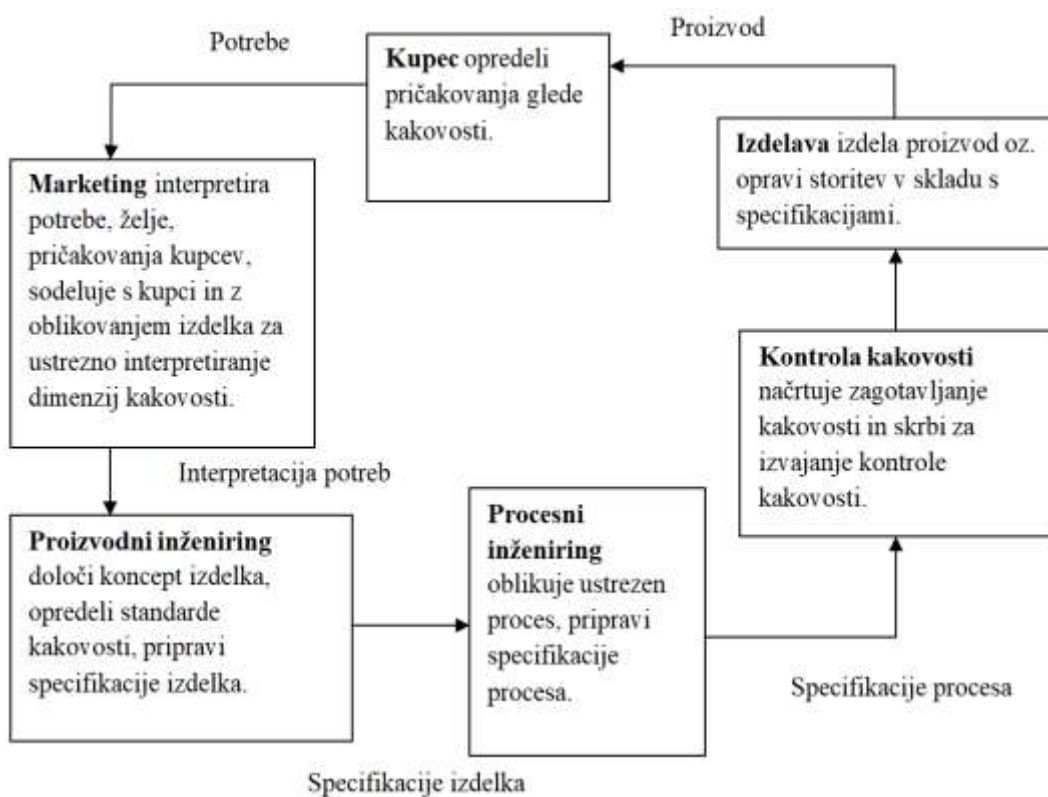 Potrebe
Kupec opredeli
pričakovanja glede
kakovosti.
Proizvod
Izdelava izdela proizvod oz.
opravi storitev v skladu s
specifikacijami.
Marketing interpretira
potrebe, želje,
pričakovanja kupcev,
sodeluje s kupci in z
oblikovanjem izdelka za
ustrezno interpretiranje
dimenzij kakovosti.
Kontrola kakovosti
načrtuje zagotavljanje
kakovosti in skrbi za
izvajanje kontrole
kakovosti.
Interpretacija potreb
Proizvodni inženiring
določi koncept izdelka,
opredeli standarde
kakovosti, pripravi
specifikacije izdelka.
Procesni
inženiring
oblikuje ustrezen
proces, pripravi
specifikacije
procesa.
Specifikacije procesa
Specifikacije izdelka